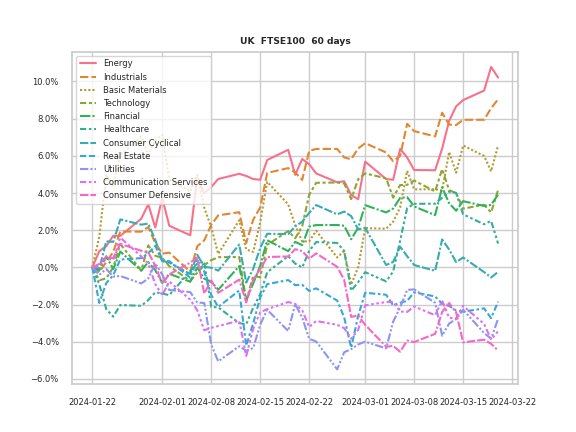 UK  FTSE100  60 days
Energy
Industrials
Basic Materials
Technology
Financial
Healthcare
Consumer Cyclical
Real Estate
Utilities
Communication Services
Consumer Defensive
10.0%
8.0%
6.0%
4.0%
2.0%
0.0%
−2.0%
−4.0%
−6.0%
2024-01-22 2024-02-01 2024-02-08 2024-02-15 2024-02-22 2024-03-01 2024-03-08 2024-03-15 2024-03-22